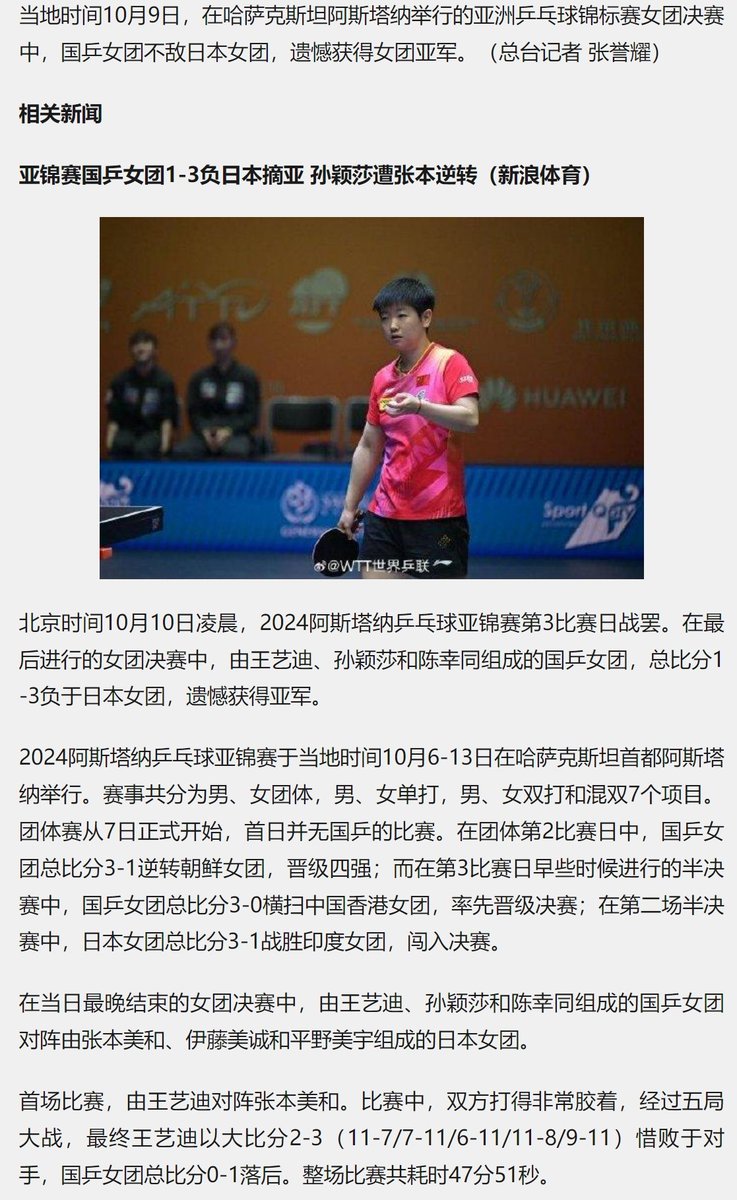 当地时间10月9日，在哈萨克斯坦阿斯塔纳举行的亚洲乒乓球锦标赛女团决赛
中，国乒女团不敌日本女团，遗憾获得女团亚军。（总台记者 张誉耀）
相关新闻
亚锦赛国乒女团1-3负日本摘亚 孙颖莎遭张本逆转（新浪体育）
ATTU
HUAWEI
Sport Qory
@WTT世界乒联
北京时间10月10日凌晨，2024阿斯塔纳乒乓球亚锦赛第3比赛日战罢。在最
后进行的女团决赛中，由王艺迪、孙颖莎和陈幸同组成的国乒女团，总比分1
-3负于日本女团，遗憾获得亚军。
2024阿斯塔纳乒乓球亚锦赛于当地时间10月6-13日在哈萨克斯坦首都阿斯塔
纳举行。赛事共分为男、女团体，男、女单打，男、女双打和混双7个项目。
团体赛从7日正式开始，首日并无国乒的比赛。在团体第2比赛日中，国乒女
团总比分3-1逆转朝鲜女团，晋级四强；而在第3比赛日早些时候进行的半决
赛中，国乒女团总比分3-0横扫中国香港女团，率先晋级决赛；在第二场半决
赛中，日本女团总比分3-1战胜印度女团，闯入决赛。
在当日最晚结束的女团决赛中，由王艺迪、孙颖莎和陈幸同组成的国乒女团
对阵由张本美和、伊藤美诚和平野美宇组成的日本女团。
首场比赛，由王艺迪对阵张本美和。比赛中，双方打得非常胶着，经过五局
大战，最终王艺迪以大比分2-3（11-7/7-11/6-11/11-8/9-11）惜败于对
手，国乒女团总比分0-1落后。整场比赛共耗时47分51秒。